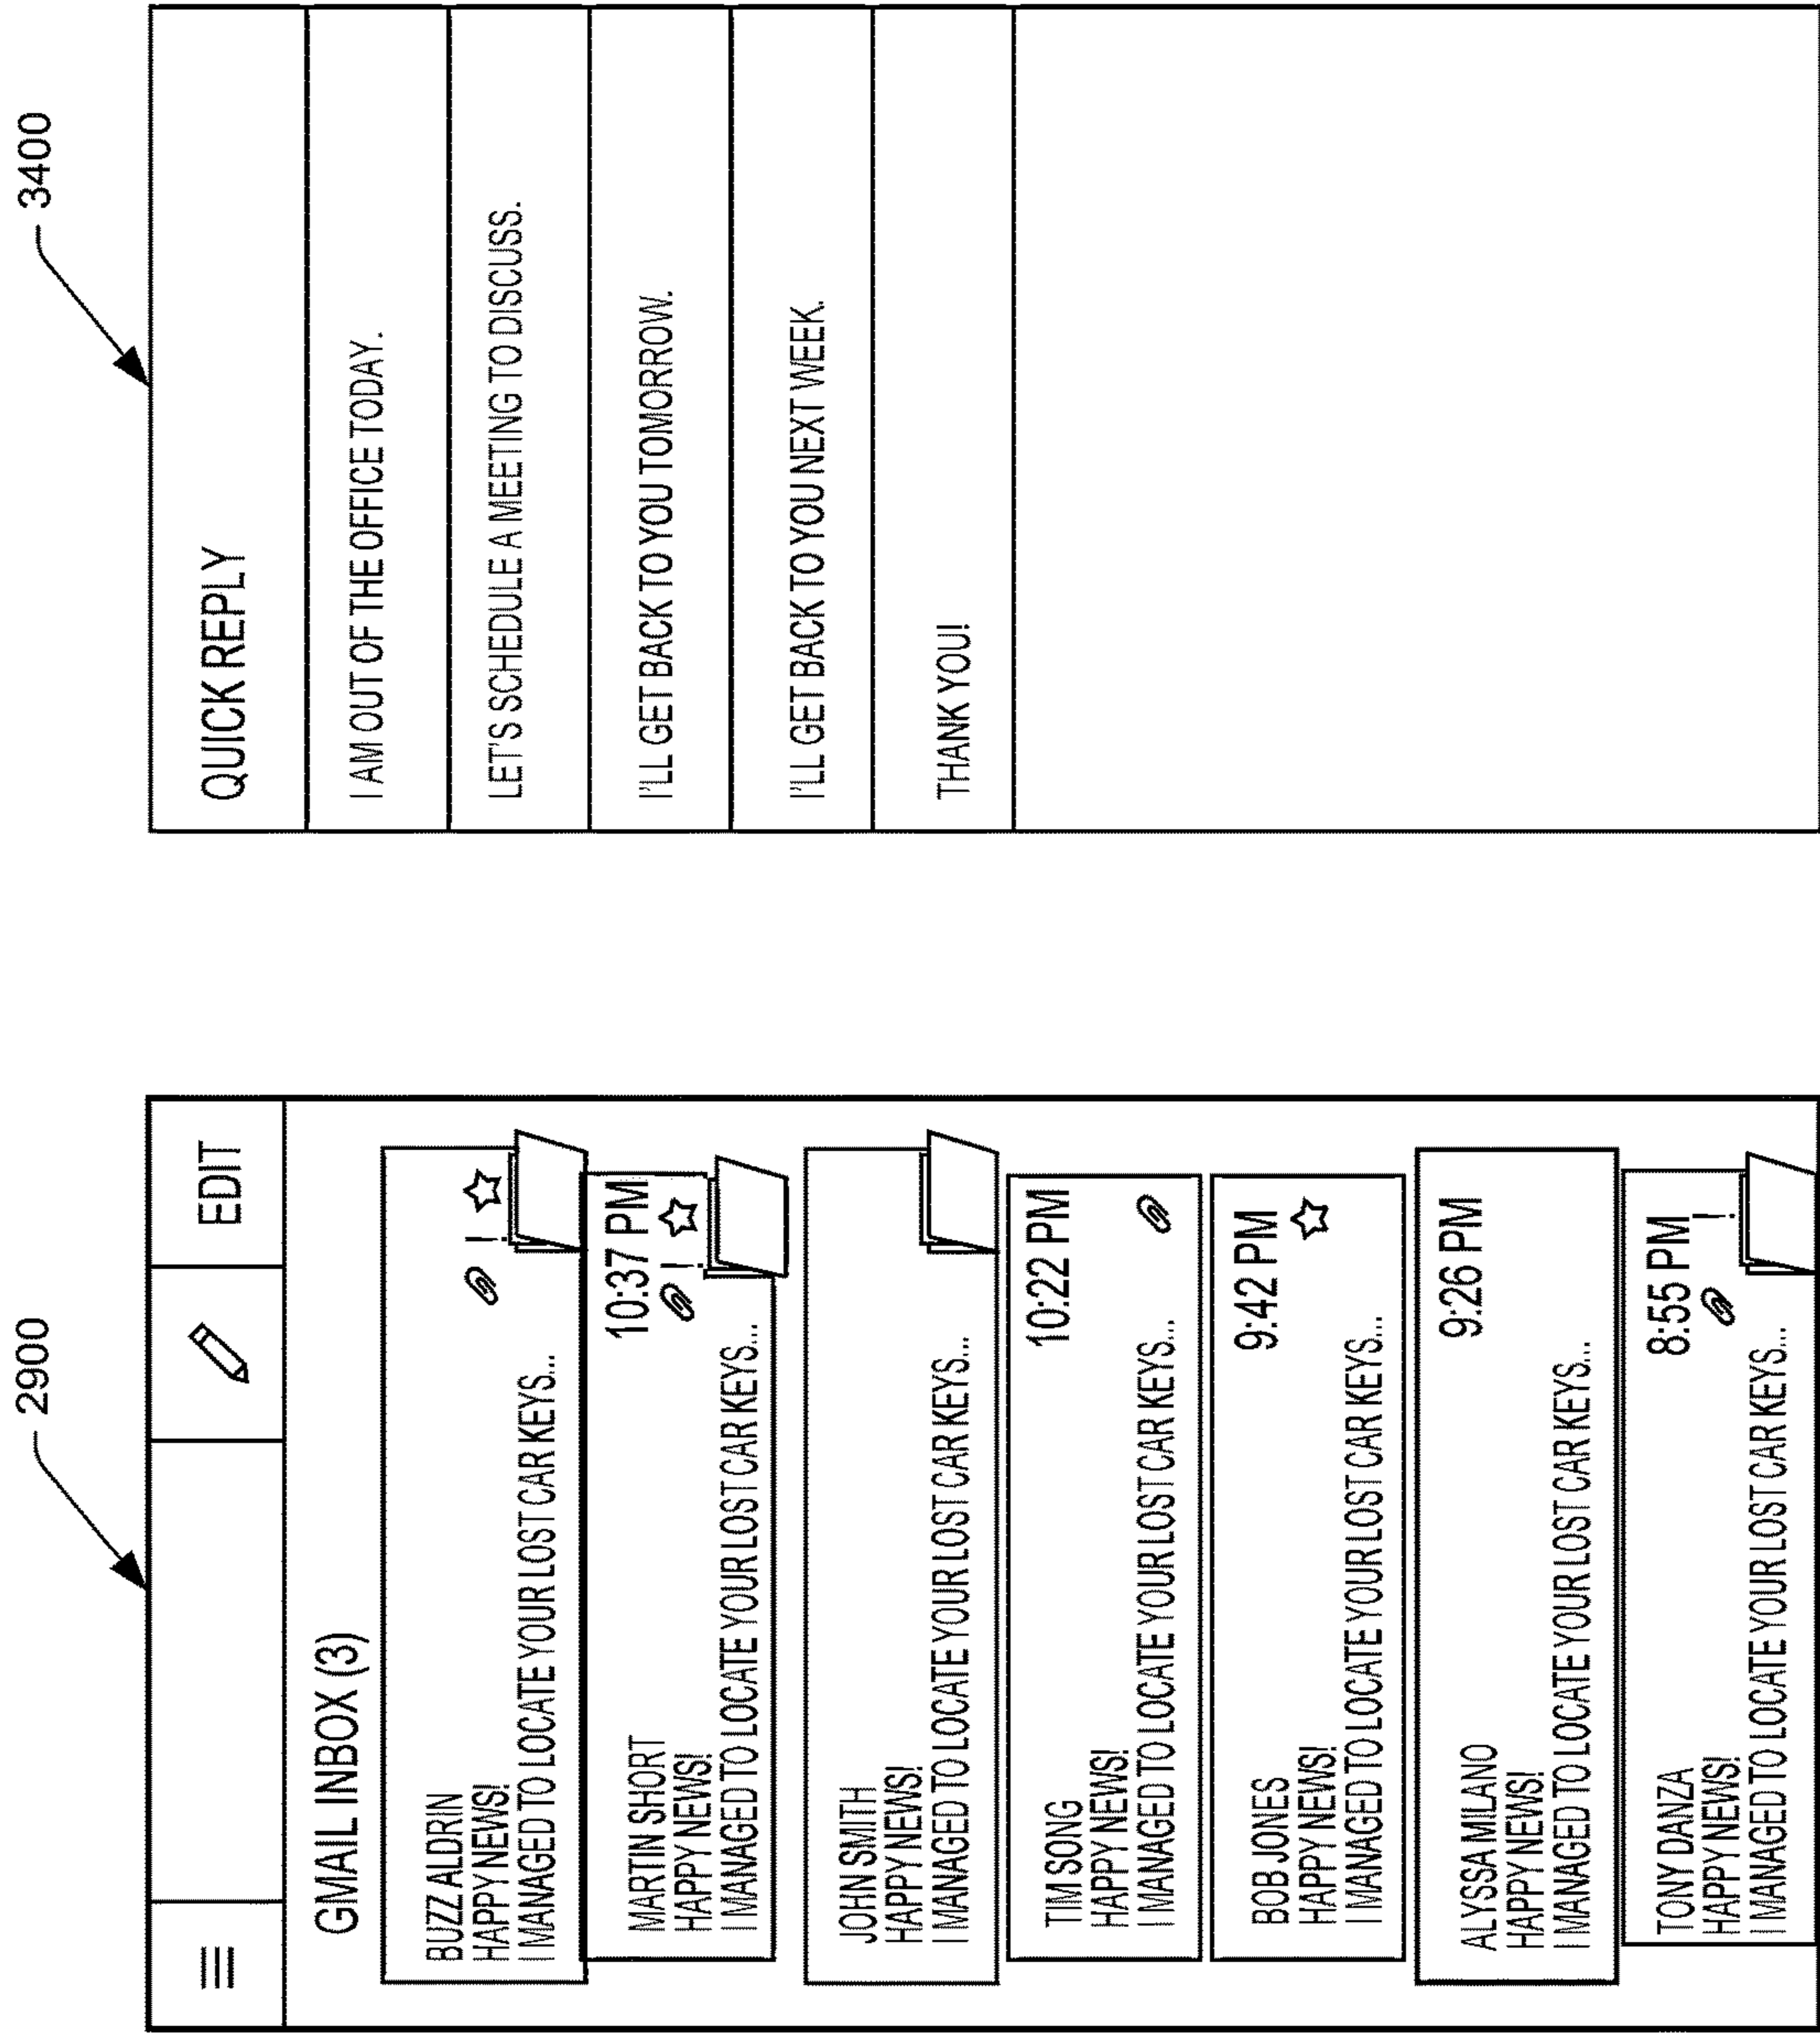 2900
EDIT
GMAIL INBOX (3)
BUZZ ALDRIN
HAPPY NEWS!
I MANAGED TO LOCATE YOUR LOST CAR KEYS...
!
MARTIN SHORT
10:37 PM
HAPPY NEWS!
!
I MANAGED TO LOCATE YOUR LOST CAR KEYS...
JOHN SMITH
HAPPY NEWS!
I MANAGED TO LOCATE YOUR LOST CAR KEYS...
TIM SONG
10:22 PM
HAPPY NEWS!
I MANAGED TO LOCATE YOUR LOST CAR KEYS...
BOB JONES
9:42 PM
HAPPY NEWS!
I MANAGED TO LOCATE YOUR LOST CAR KEYS...
ALYSSA MILANO
9:26 PM
HAPPY NEWS!
I MANAGED TO LOCATE YOUR LOST CAR KEYS...
TONY DANZA
8:55 PM
HAPPY NEWS!
!
I MANAGED TO LOCATE YOUR LOST CAR KEYS...
3400
QUICK REPLY
I AM OUT OF THE OFFICE TODAY.
LET'S SCHEDULE A MEETING TO DISCUSS.
I'LL GET BACK TO YOU TOMORROW.
I'LL GET BACK TO YOU NEXT WEEK.
THANK YOU!